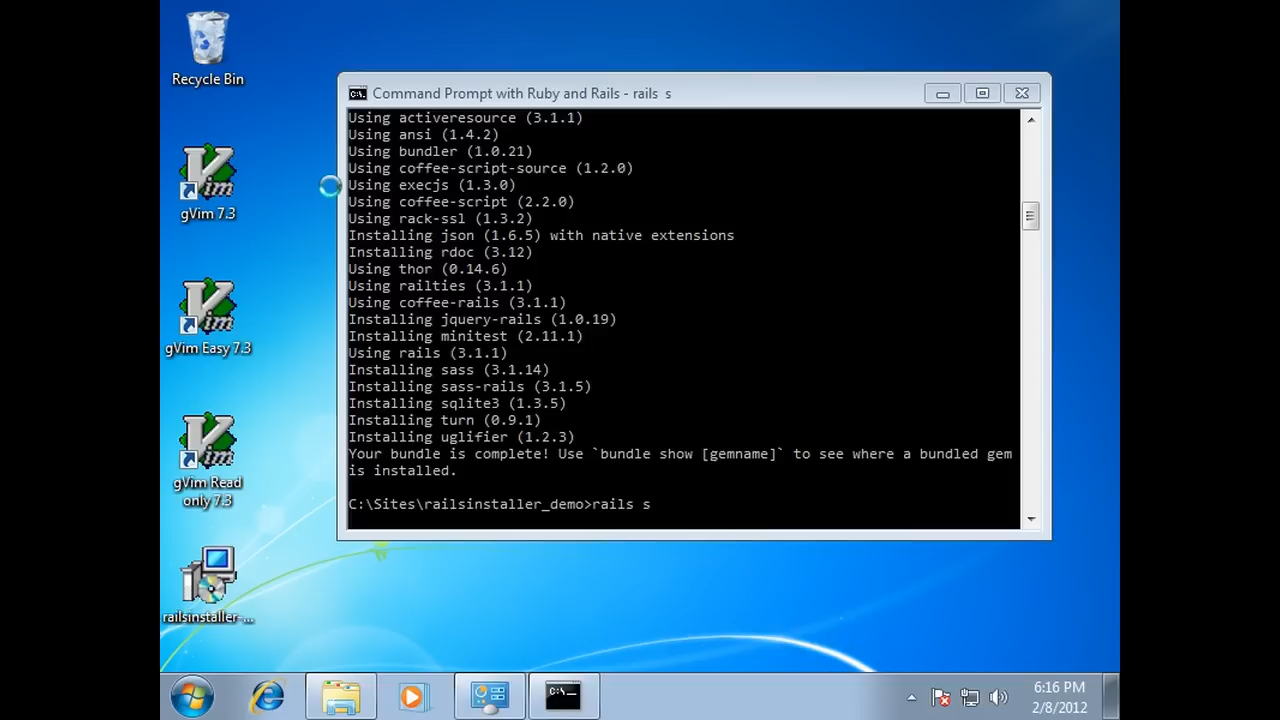 Recycle Bin
gVim 7.3
gVim Easy 7.3
gVim Read
only 7.3
railsinstaller-...
Command Prompt with Ruby and Rails - rails s
Using activeresource (3.1.1)
Using ansi (1.4.2)
Using bundler (1.0.21)
Using coffee-script-source (1.2.0)
Using execjs (1.3.0)
Using coffee-script (2.2.0)
Using rack-ssl (1.3.2)
Installing json (1.6.5) with native extensions
Installing rdoc (3.12)
Using thor (0.14.6)
Using railties (3.1.1)
Using coffee-rails (3.1.1)
Installing jquery-rails (1.0.19)
Installing minitest (2.11.1)
Using rails (3.1.1)
Installing sass (3.1.14)
Installing sass-rails (3.1.5)
Installing sqlite3 (1.3.5)
Installing turn (0.9.1)
Installing uglifier (1.2.3)
Your bundle is complete! Use `bundle show [gemname]` to see where a bundled gem
is installed.
C:\Sites\railsinstaller_demo>rails s
6:16 PM
2/8/2012